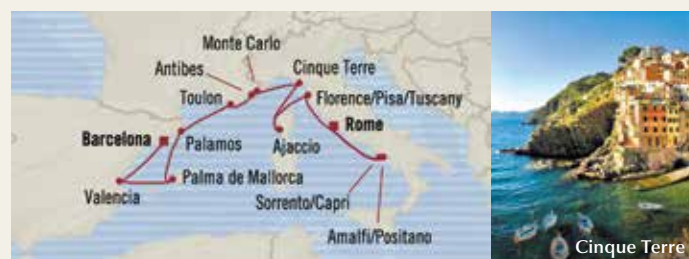 Monte Carlo
Antibes
Cinque Terre
Toulon
Florence/Pisa/Tuscany
Barcelona
Palamos
Ajaccio
Rome
Valencia
Palma de Mallorca
Sorrento/Capri
Amalfi/Positano
Cinque Terre